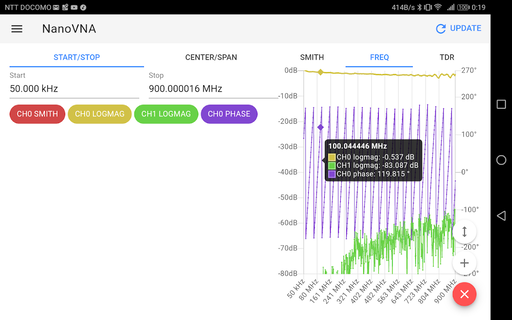 NTT DOCOMO
414B/s
0:19
NanoVNA
UPDATE
START/STOP
CENTER/SPAN
SMITH
FREQ
TDR
Start
50.000 kHz
Stop
900.000016 MHz
CH0 SMITH
CH0 LOGMAG
CH1 LOGMAG
CH0 PHASE
0dB
-10dB
-20dB
-30dB
-40dB
-50dB
-60dB
-70dB
-80dB
270°
200°
100°
0°
-100°
-200°
-270°
100.044446 MHz
CH0 logmag: -0.537 dB
CH1 logmag: -83.087 dB
CH0 phase: 119.815 °
50 kHz
80 MHz
161 MHz
241 MHz
321 MHz
402 MHz
482 MHz
563 MHz
643 MHz
723 MHz
804 MHz
900 MHz